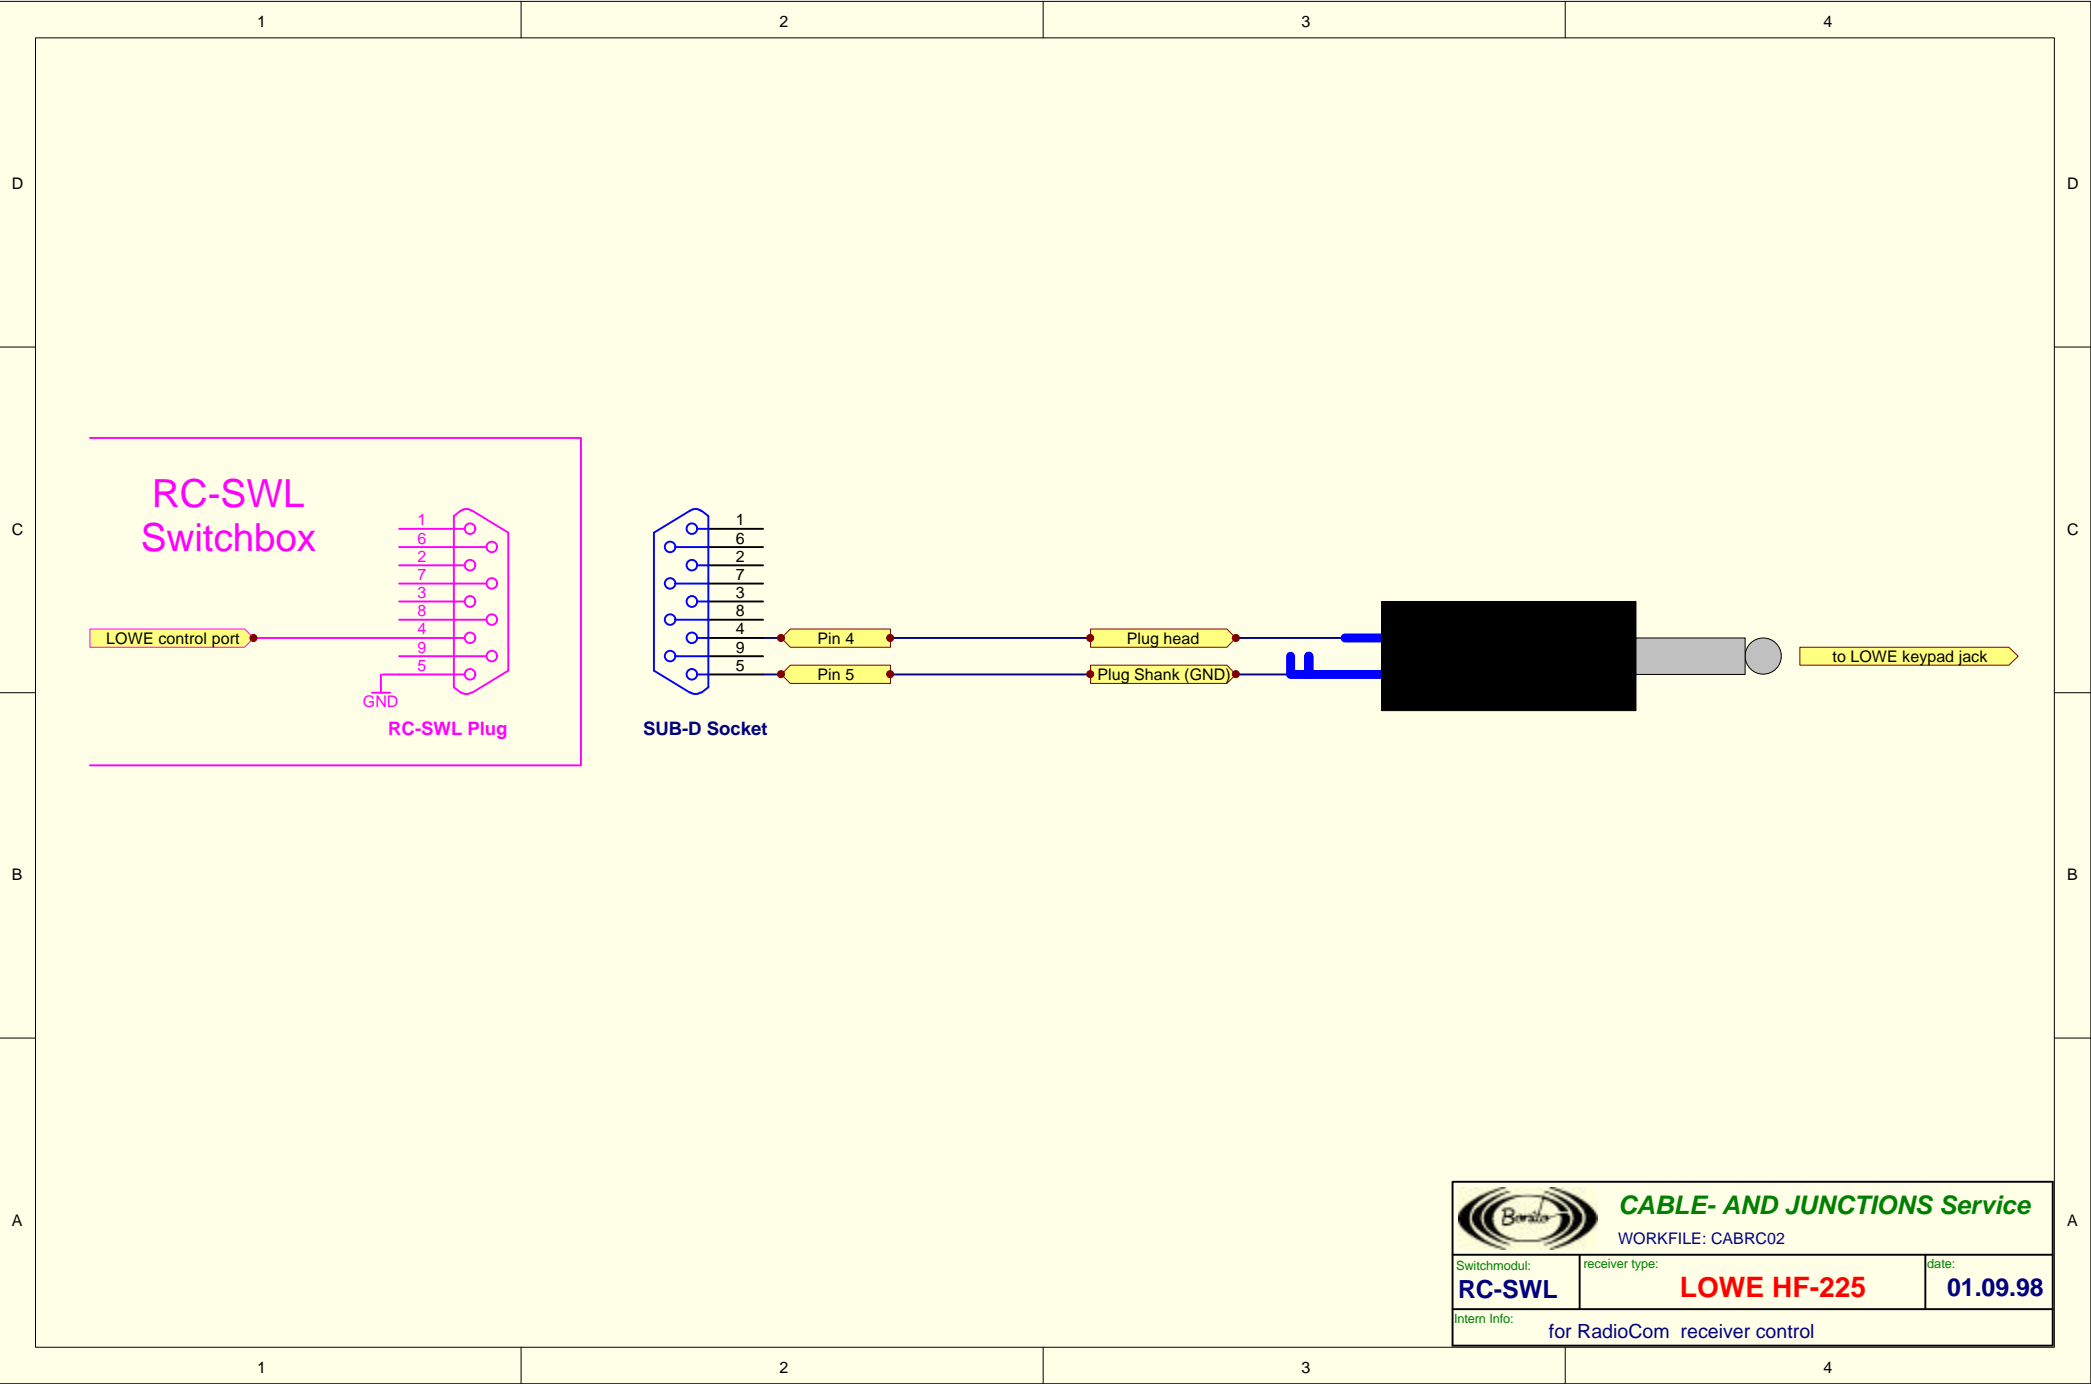 1 2 3 4
D D
RC-SWL
Switchbox
C C
1
6
2
7
3
8
4
9
5
LOWE control port
GND
RC-SWL Plug
1
6
2
7
3
8
4
9
5
SUB-D Socket
Pin 4
Plug head
Pin 5
Plug Shank (GND)
to LOWE keypad jack
B B
A A
Bonito
CABLE- AND JUNCTIONS Service
WORKFILE: CABRC02
Switchmodul:
RC-SWL
receiver type:
LOWE HF-225
date:
01.09.98
Intern Info:
for RadioCom receiver control
1 2 3 4